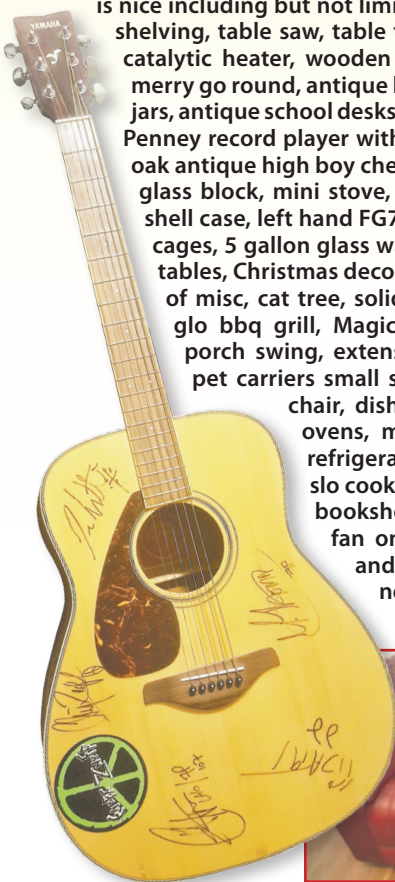 is nice including but not limi
shelving, table saw, table
catalytic heater, wooden
merry go round, antique
jars, antique school desks
Penney record player with
oak antique high boy che
glass block, mini stove,
shell case, left hand FG7
cages, 5 gallon glass w
tables, Christmas deco
of misc, cat tree, solid
glo bbq grill, Magic
porch swing, extens
pet carriers small s
chair, dish
ovens, m
refrigera
slo cook
booksho
fan or
and
ne
YAMAHA